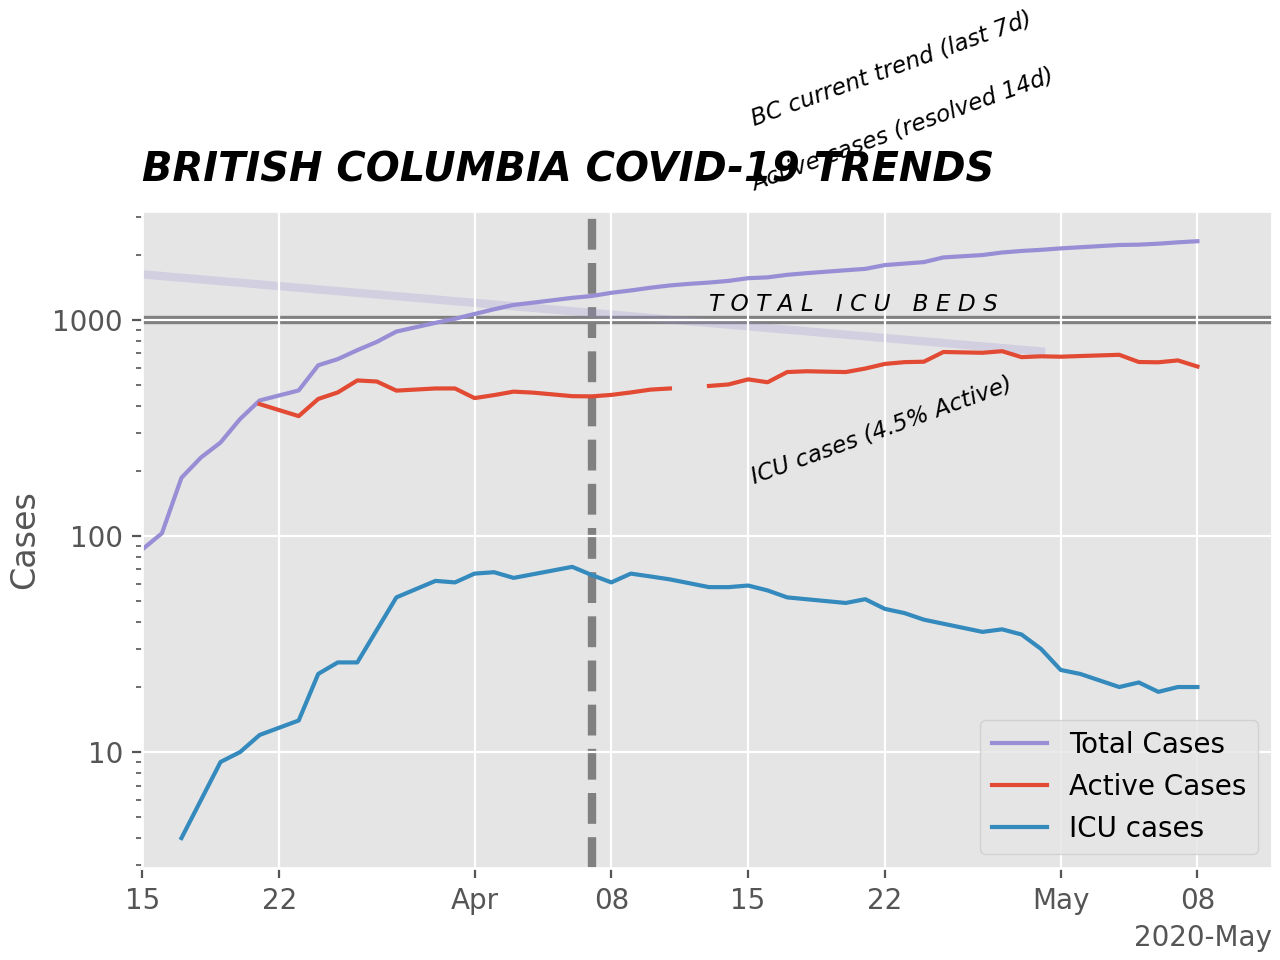 BC current trend (last 7d)
Active cases (resolved 14d)
BRITISH COLUMBIA COVID-19 TRENDS
TOTAL ICU BEDS
ICU cases (4.5% Active)
Cases
1000
100
10
Total Cases
Active Cases
ICU cases
15 22 Apr 08 15 22 May 08
2020-May